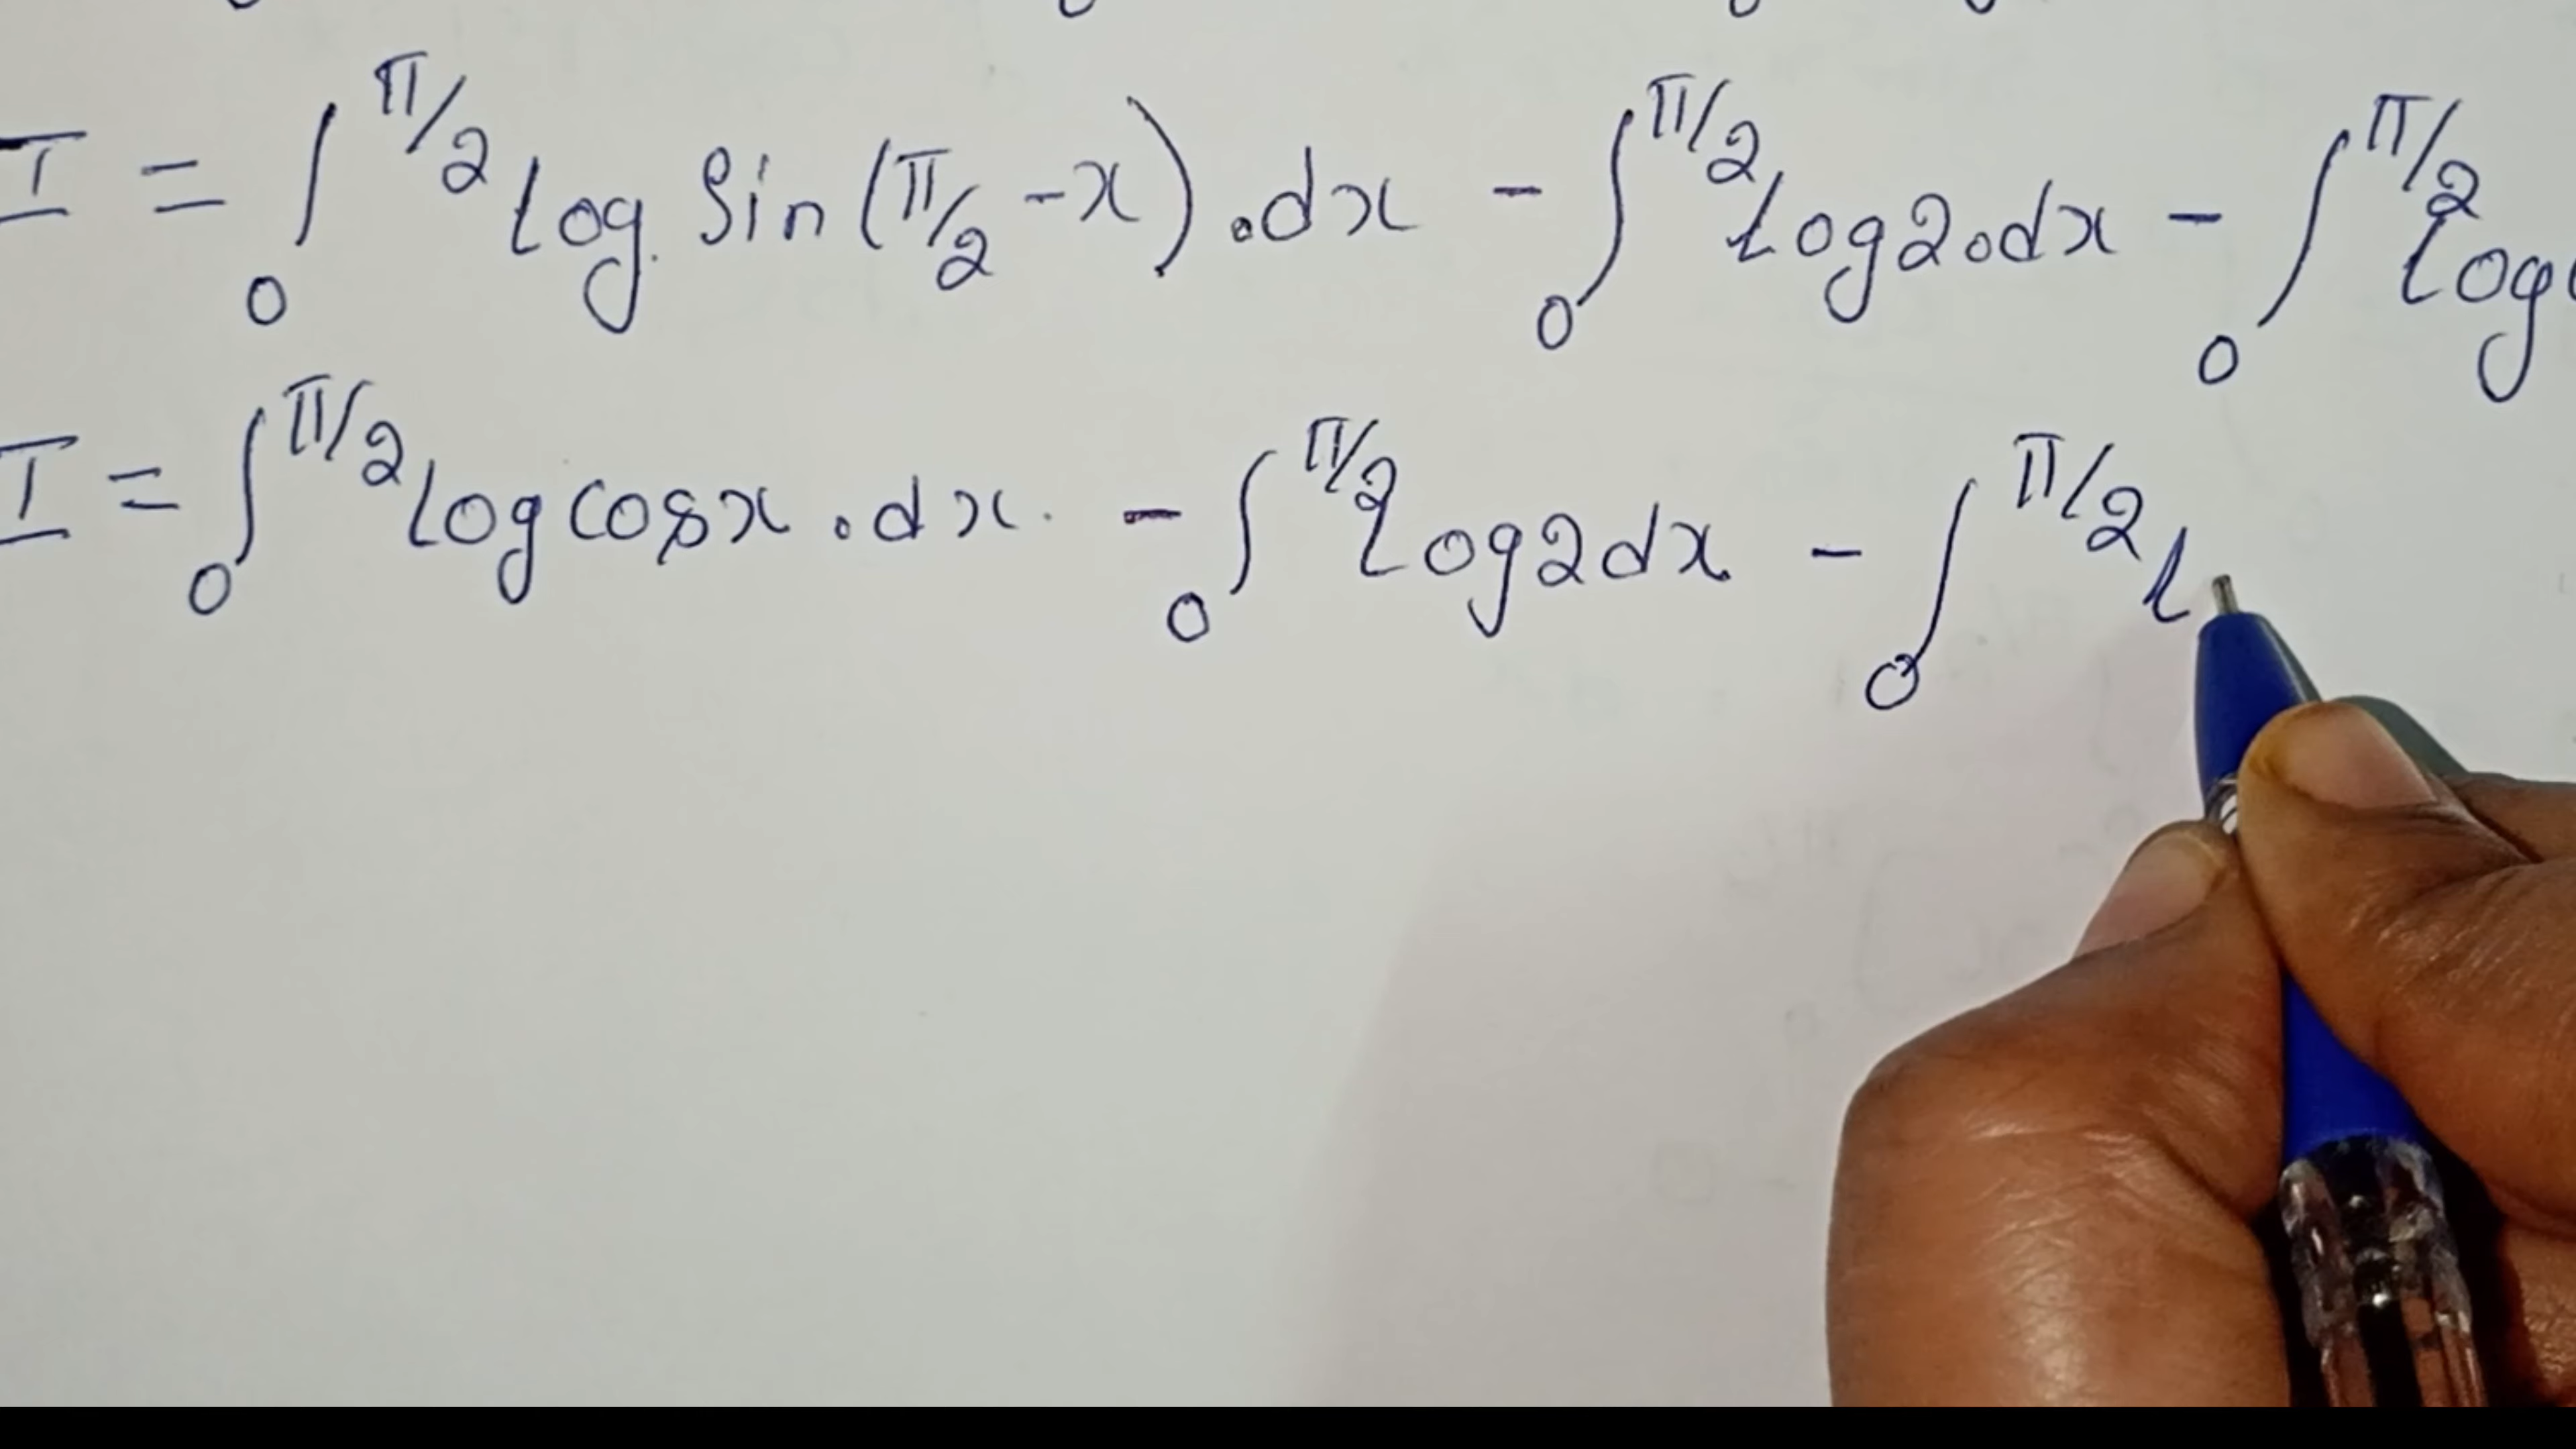 I = ∫₀^π/2 log Sin(π/2 - x).dx - ∫₀^π/2 log2.dx - ∫₀^π/2 log(
I = ∫₀^π/2 log cosx .dx - ∫₀^π/2 log2dx - ∫₀^π/2 l